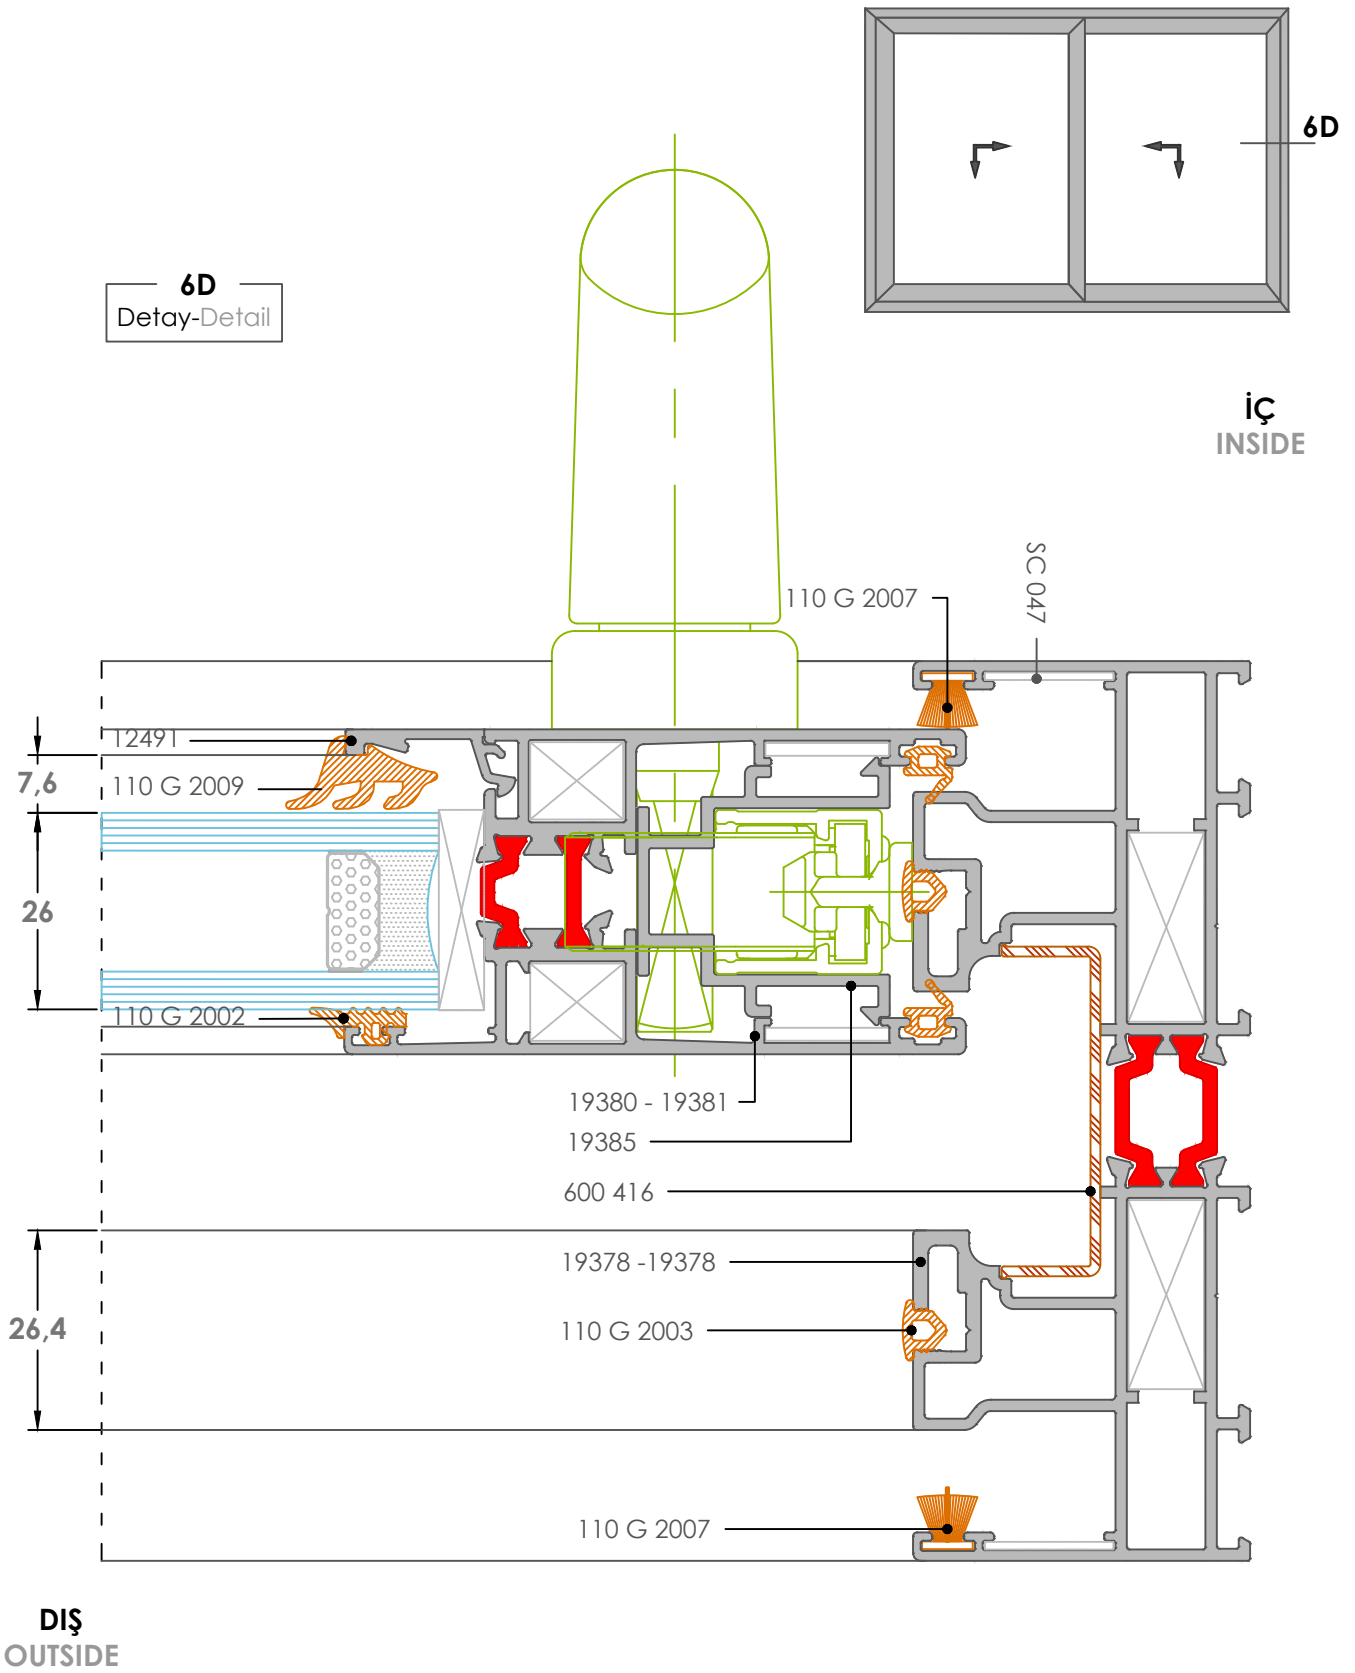 6D
6D
Detay-Detail
İÇ
INSIDE
SC 047
110 G 2007
12491
7,6
110 G 2009
26
110 G 2002
19380 - 19381
19385
600 416
19378 -19378
26,4
110 G 2003
110 G 2007
DIŞ
OUTSIDE